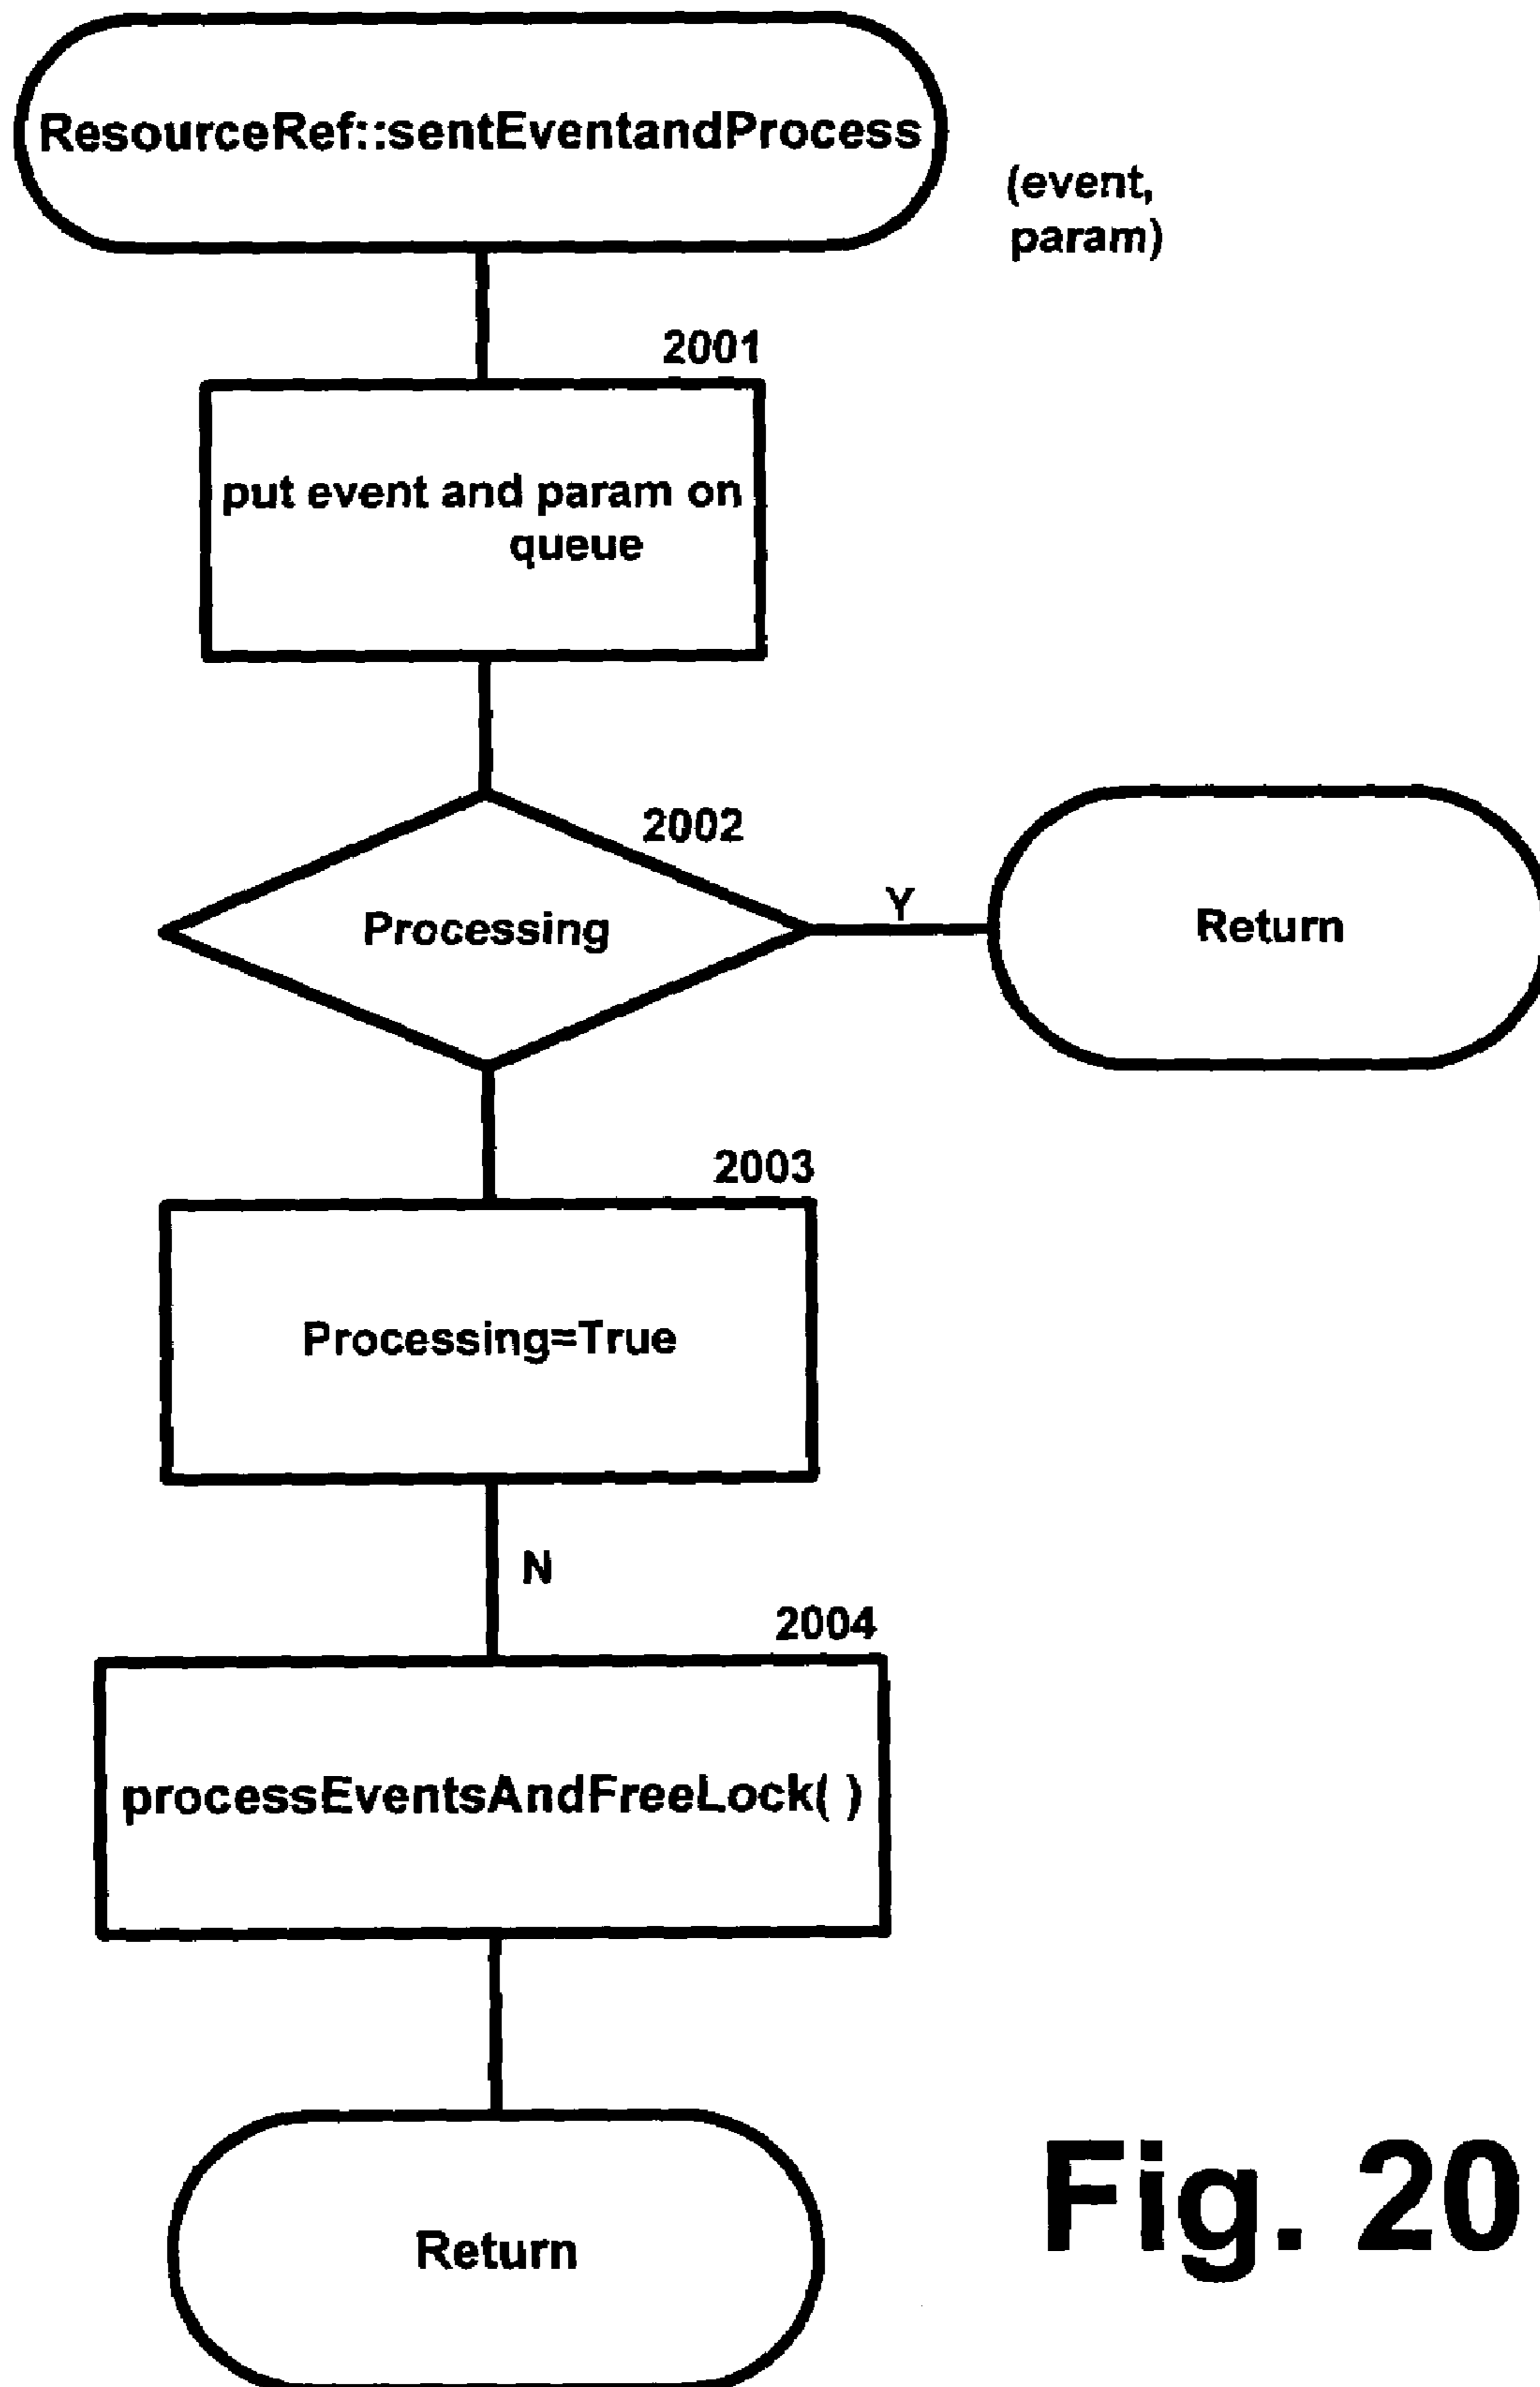 ResourceRef::sentEventandProcess
(event,
param)
2001
put event and param on
queue
2002
Processing
Y
Return
2003
Processing=True
N
2004
processEventsAndFreeLock( )
Return
Fig. 20